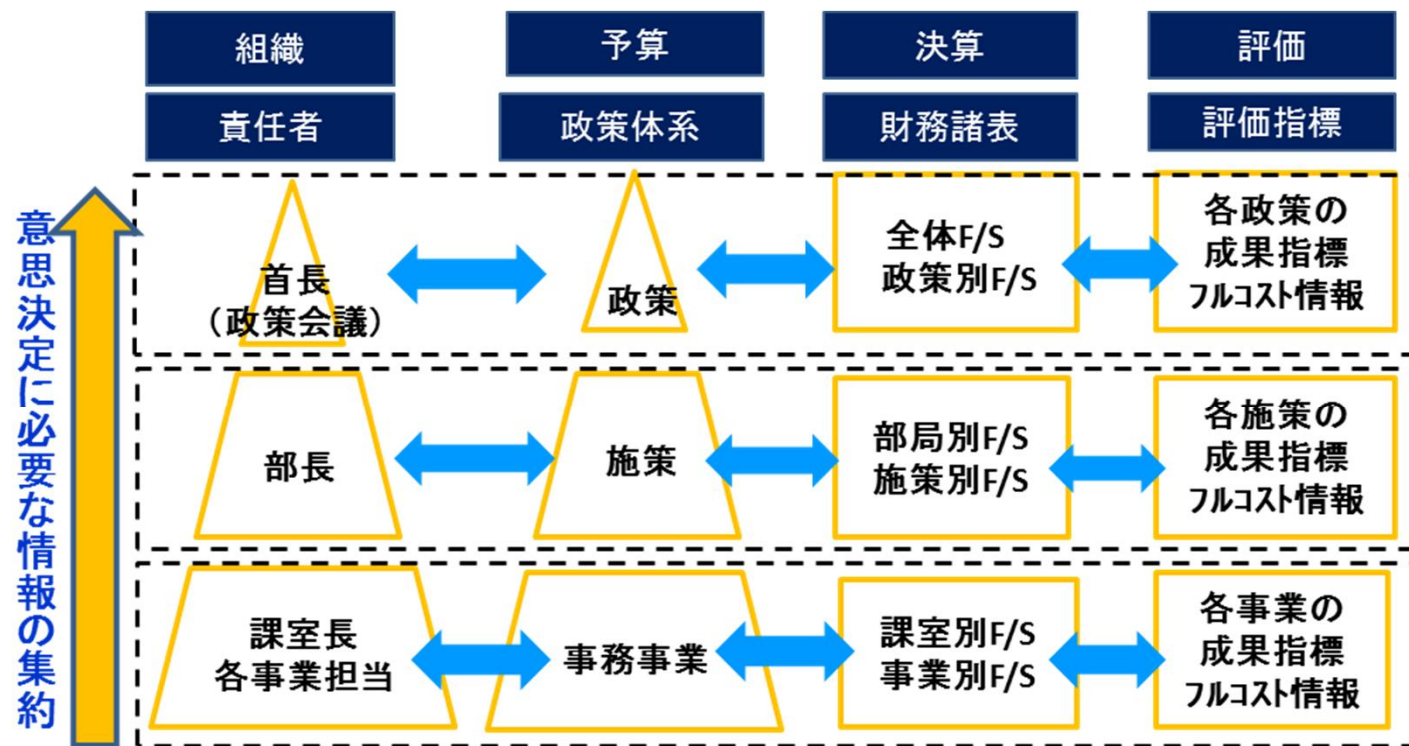 組織
予算
決算
評価
責任者
政策体系
財務諸表
評価指標
意思決定に必要な情報の集約
首長
（政策会議）
政策
全体F/S
政策別F/S
各政策の
成果指標
ﾌﾙｺｽﾄ情報
部長
施策
部局別F/S
施策別F/S
各施策の
成果指標
ﾌﾙｺｽﾄ情報
課室長
各事業担当
事務事業
課室別F/S
事業別F/S
各事業の
成果指標
ﾌﾙｺｽﾄ情報